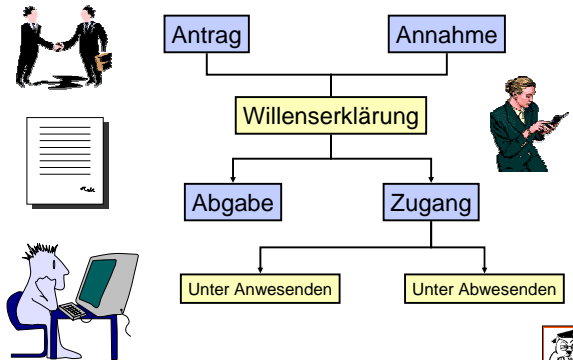 Antrag
Annahme
Willenserklärung
Abgabe
Zugang
Unter Anwesenden
Unter Abwesenden